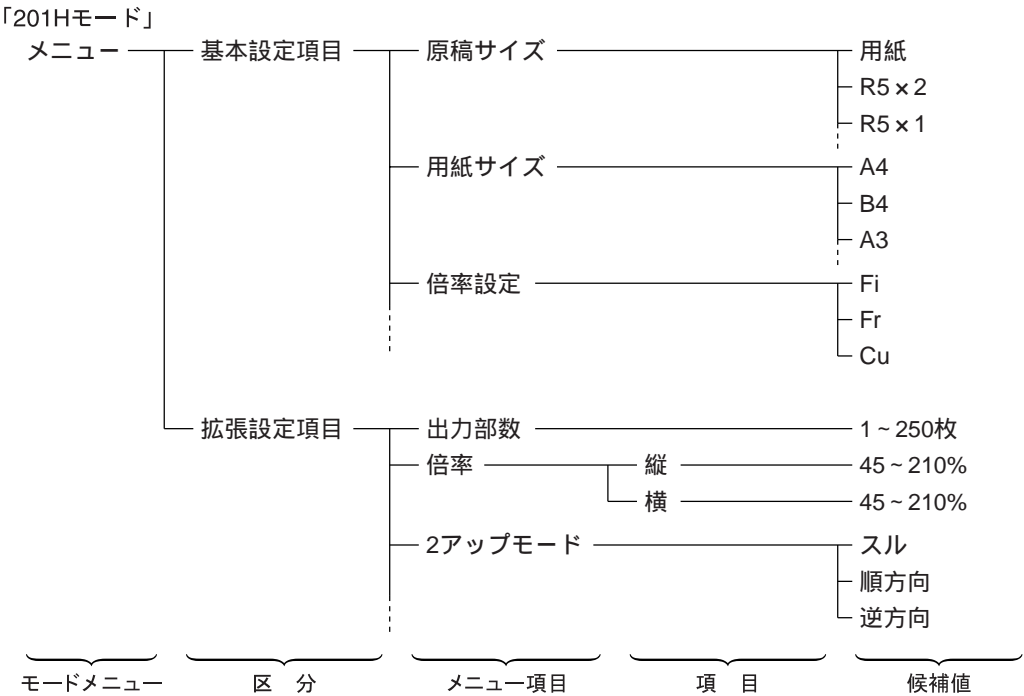 「201Hモード」
メニュー 基本設定項目 原稿サイズ 用紙
R5×2
R5×1
用紙サイズ A4
B4
A3
倍率設定 Fi
Fr
Cu
拡張設定項目 出力部数 1~250枚
倍率 縦 45~210%
横 45~210%
2アップモード スル
順方向
逆方向
モードメニュー 区 分 メニュー項目 項 目 候補値